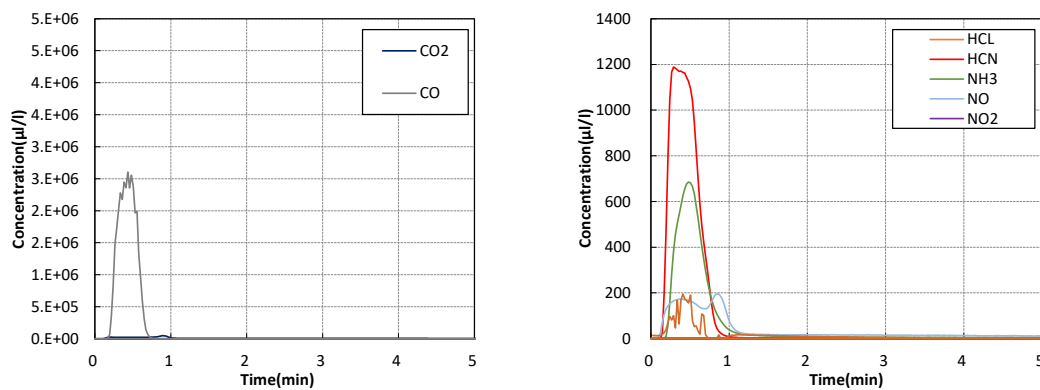 5.E+06
5.E+06
4.E+06
4.E+06
3.E+06
3.E+06
2.E+06
2.E+06
1.E+06
5.E+05
0.E+00
Concentration(µl/l)
CO2
CO
0 1 2 3 4 5
Time(min)
1400
1200
1000
800
600
400
200
0
Concentration(µl/l)
HCL
HCN
NH3
NO
NO2
0 1 2 3 4 5
Time(min)